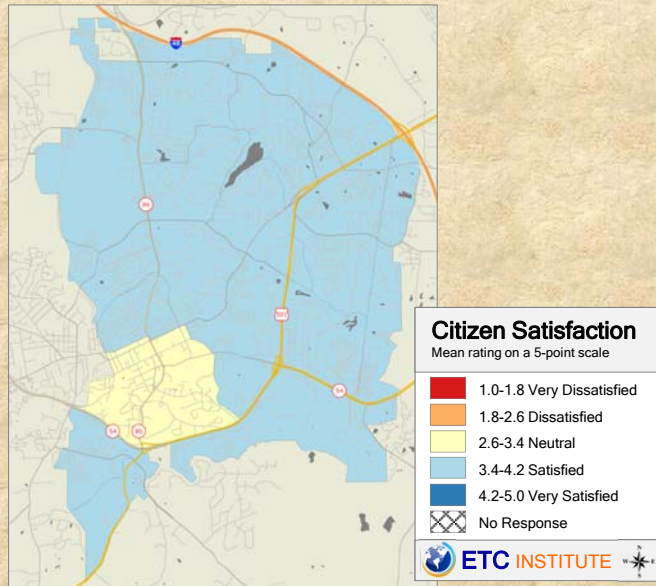 40
86
501
54
54
86
Citizen Satisfaction
Mean rating on a 5-point scale
1.0-1.8 Very Dissatisfied
1.8-2.6 Dissatisfied
2.6-3.4 Neutral
3.4-4.2 Satisfied
4.2-5.0 Very Satisfied
No Response
ETC INSTITUTE
N
W E
S